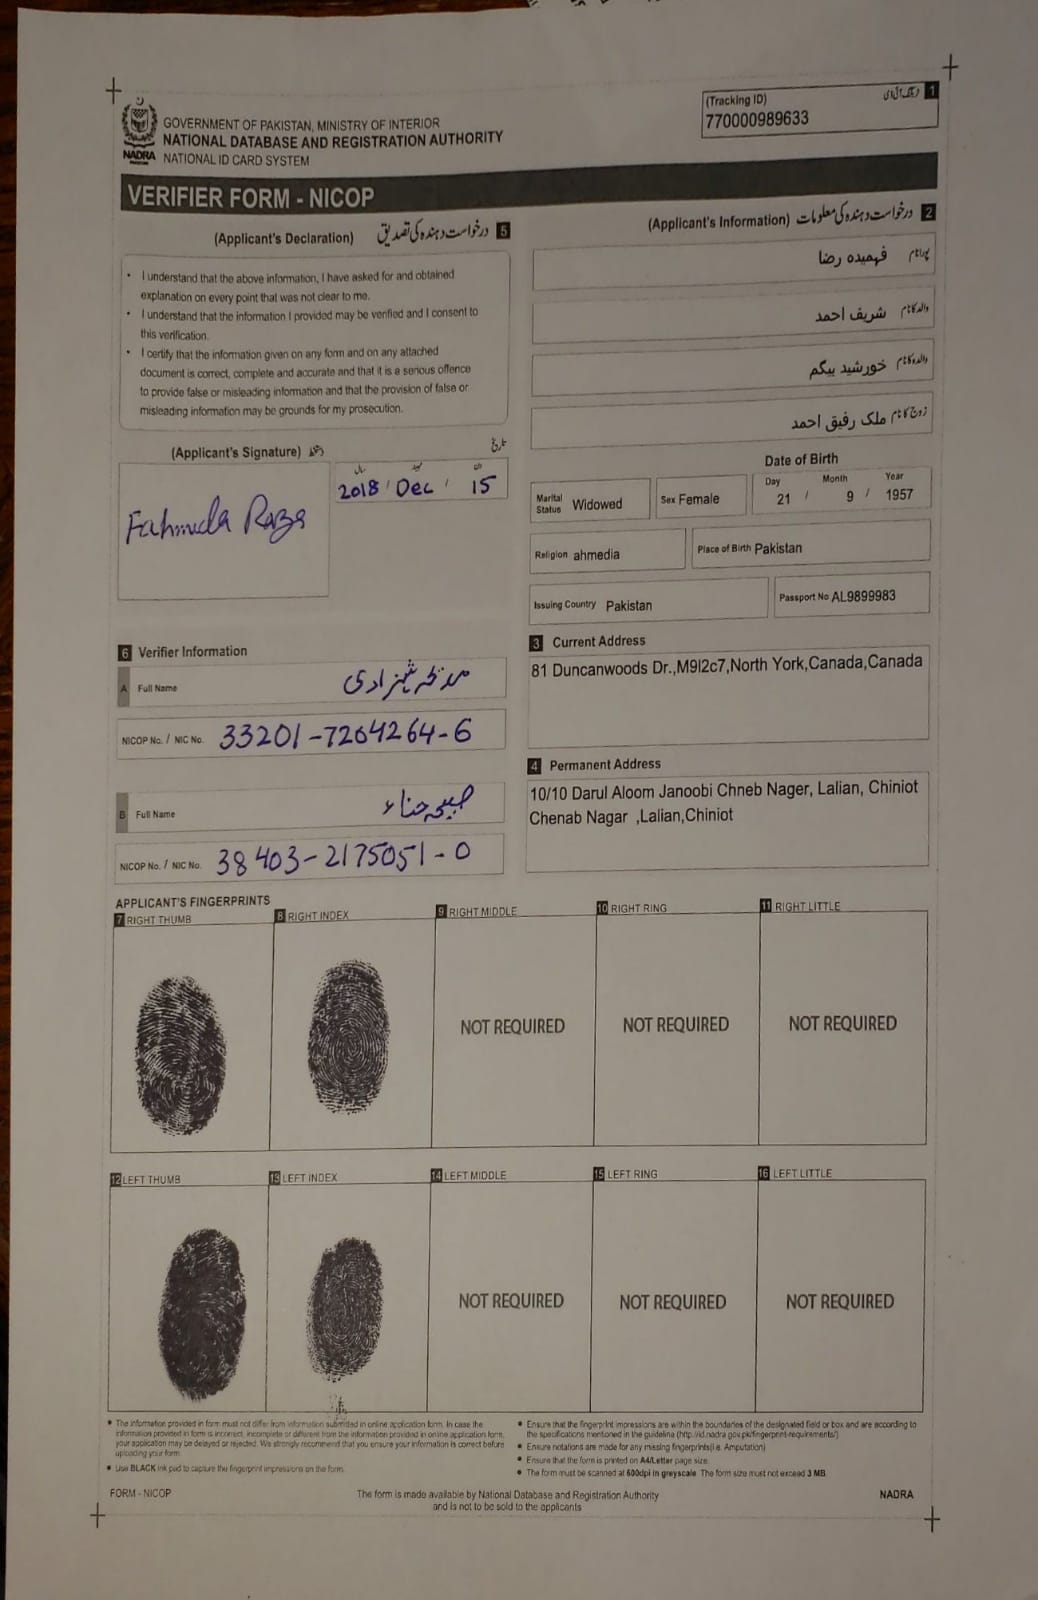 (Tracking ID) ٹریکنگ آئی ڈی 1
770000989633
GOVERNMENT OF PAKISTAN, MINISTRY OF INTERIOR
NATIONAL DATABASE AND REGISTRATION AUTHORITY
NADRA NATIONAL ID CARD SYSTEM
VERIFIER FORM - NICOP
(Applicant's Declaration) درخواست دهنده کی تصدیق 5
• I understand that the above information, I have asked for and obtained
explanation on every point that was not clear to me.
• I understand that the information I provided may be verified and I consent to
this verification.
• I certify that the information given on any form and on any attached
document is correct, complete and accurate and that it is a serious offence
to provide false or misleading information and that the provision of false or
misleading information may be grounds for my prosecution.
(Applicant's Signature) دستخط
تاریخ
سال مہینہ دن
2018 / Dec / 15
Fahmida Raza
(Applicant's Information) درخواست دهنده کی معلومات 2
پورا نام فہمیدہ رضا
والد کا نام شریف احمد
والدہ کا نام خورشید بیگم
زوج کا نام ملک رفیق احمد
Date of Birth
Marital Status Widowed
Sex Female
Day Month Year
21 / 9 / 1957
Religion ahmedia
Place of Birth Pakistan
Issuing Country Pakistan
Passport No AL9899983
6 Verifier Information
A Full Name مدیحہ شہزادی
NICOP No. / NIC No. 33201-7264264-6
B Full Name صبیحہ حناء
NICOP No. / NIC No. 38403-2175051-0
3 Current Address
81 Duncanwoods Dr.,M9l2c7,North York,Canada,Canada
4 Permanent Address
10/10 Darul Aloom Janoobi Chneb Nager, Lalian, Chiniot
Chenab Nagar ,Lalian,Chiniot
APPLICANT'S FINGERPRINTS
7 RIGHT THUMB 8 RIGHT INDEX 9 RIGHT MIDDLE 10 RIGHT RING 11 RIGHT LITTLE
NOT REQUIRED NOT REQUIRED NOT REQUIRED
12 LEFT THUMB 13 LEFT INDEX 14 LEFT MIDDLE 15 LEFT RING 16 LEFT LITTLE
NOT REQUIRED NOT REQUIRED NOT REQUIRED
• The information provided in form must not differ from information submitted in online application form. In case the
information provided in form is incorrect, incomplete or different from the information provided in online application form,
your application may be delayed or rejected. We strongly recommend that you ensure your information is correct before
uploading your form.
• Use BLACK ink pad to capture the fingerprint impressions on the form.
• Ensure that the fingerprint impressions are within the boundaries of the designated field or box and are according to
the specifications mentioned in the guideline (http://id.nadra.gov.pk/fingerprint-requirements/)
• Ensure notations are made for any missing fingerprints(i.e. Amputation)
• Ensure that the form is printed on A4/Letter page size.
• The form must be scanned at 600dpi in greyscale. The form size must not exceed 3 MB.
FORM - NICOP
The form is made available by National Database and Registration Authority
and is not to be sold to the applicants
NADRA